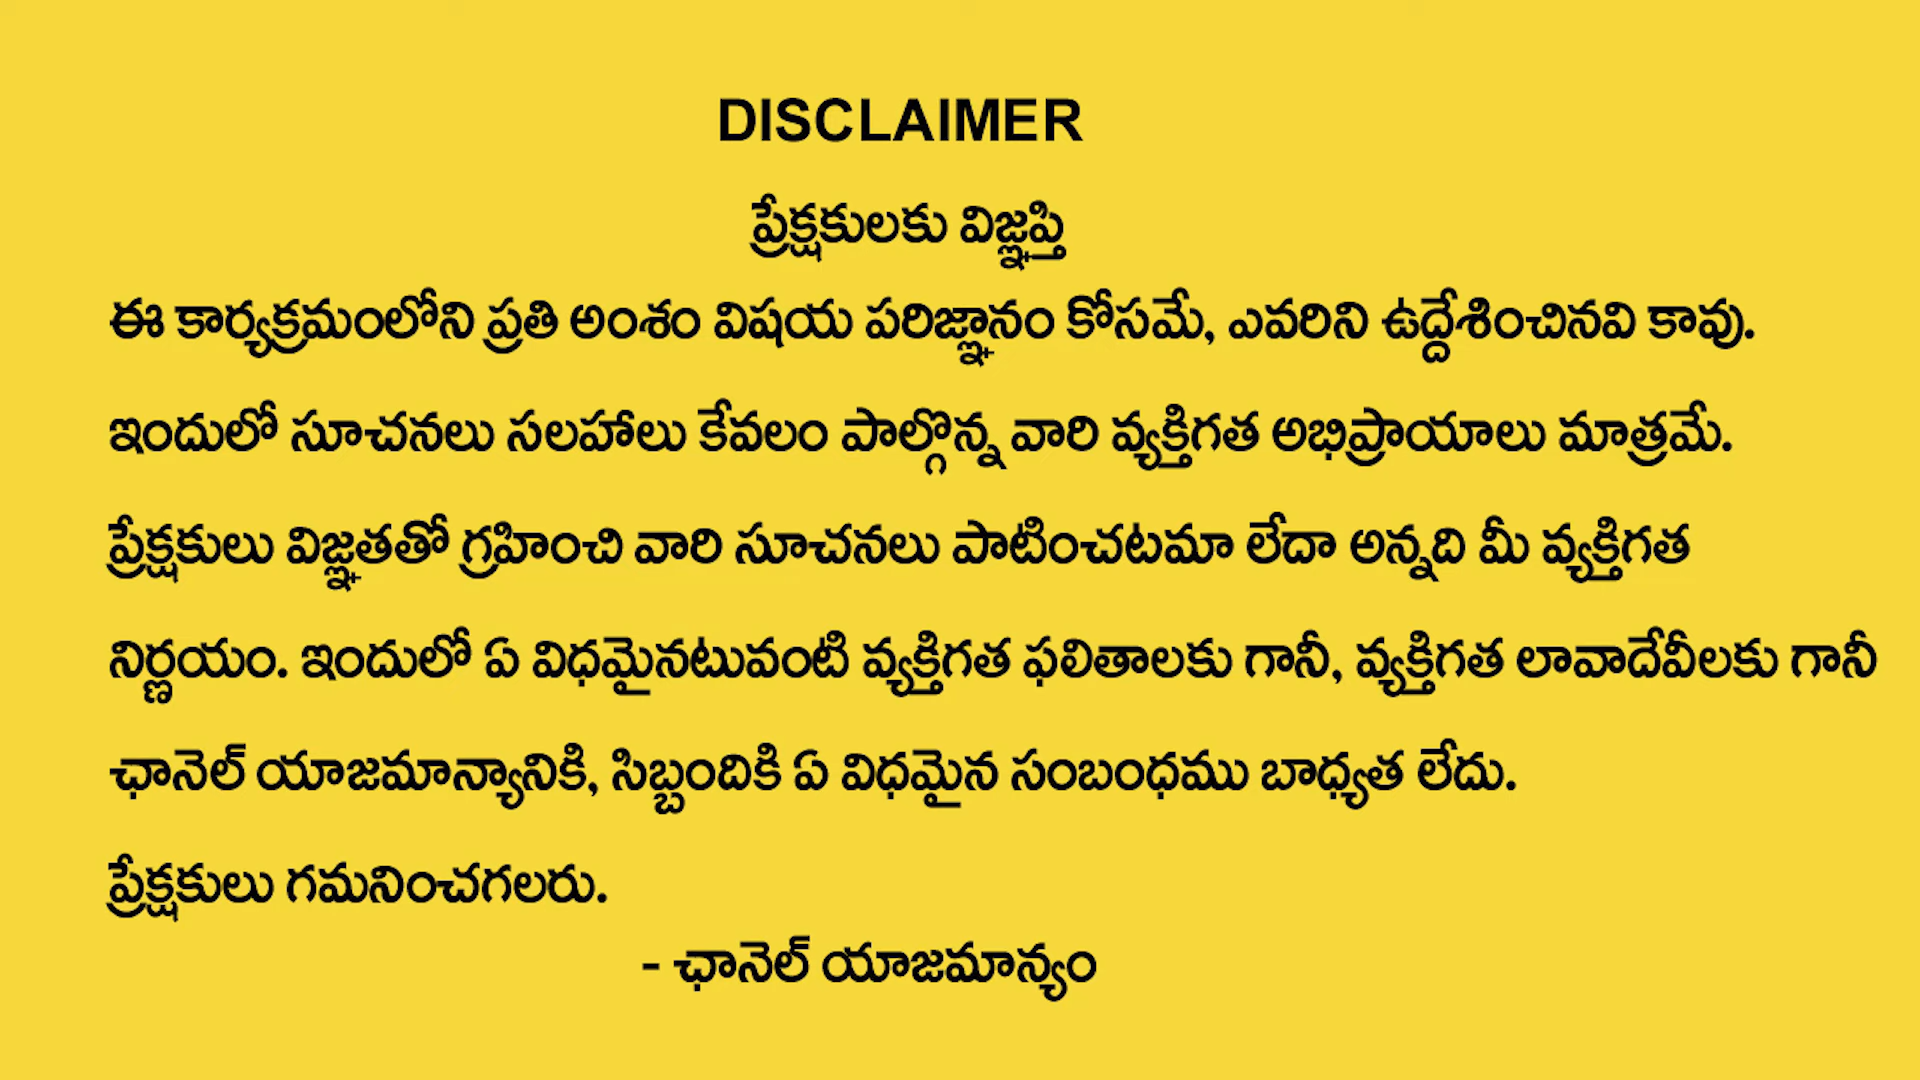 DISCLAIMER
ప్రేక్షకులకు విజ్ఞప్తి
ఈ కార్యక్రమంలోని ప్రతి అంశం విషయ పరిజ్ఞానం కోసమే, ఎవరిని ఉద్దేశించినవి కావు.
ఇందులో సూచనలు సలహాలు కేవలం పాల్గొన్న వారి వ్యక్తిగత అభిప్రాయాలు మాత్రమే.
ప్రేక్షకులు విజ్ఞతతో గ్రహించి వారి సూచనలు పాటించటమా లేదా అన్నది మీ వ్యక్తిగత
నిర్ణయం. ఇందులో ఏ విధమైనటువంటి వ్యక్తిగత ఫలితాలకు గానీ, వ్యక్తిగత లావాదేవీలకు గానీ
ఛానెల్ యాజమాన్యానికి, సిబ్బందికి ఏ విధమైన సంబంధము బాధ్యత లేదు.
ప్రేక్షకులు గమనించగలరు.
- ఛానెల్ యాజమాన్యం